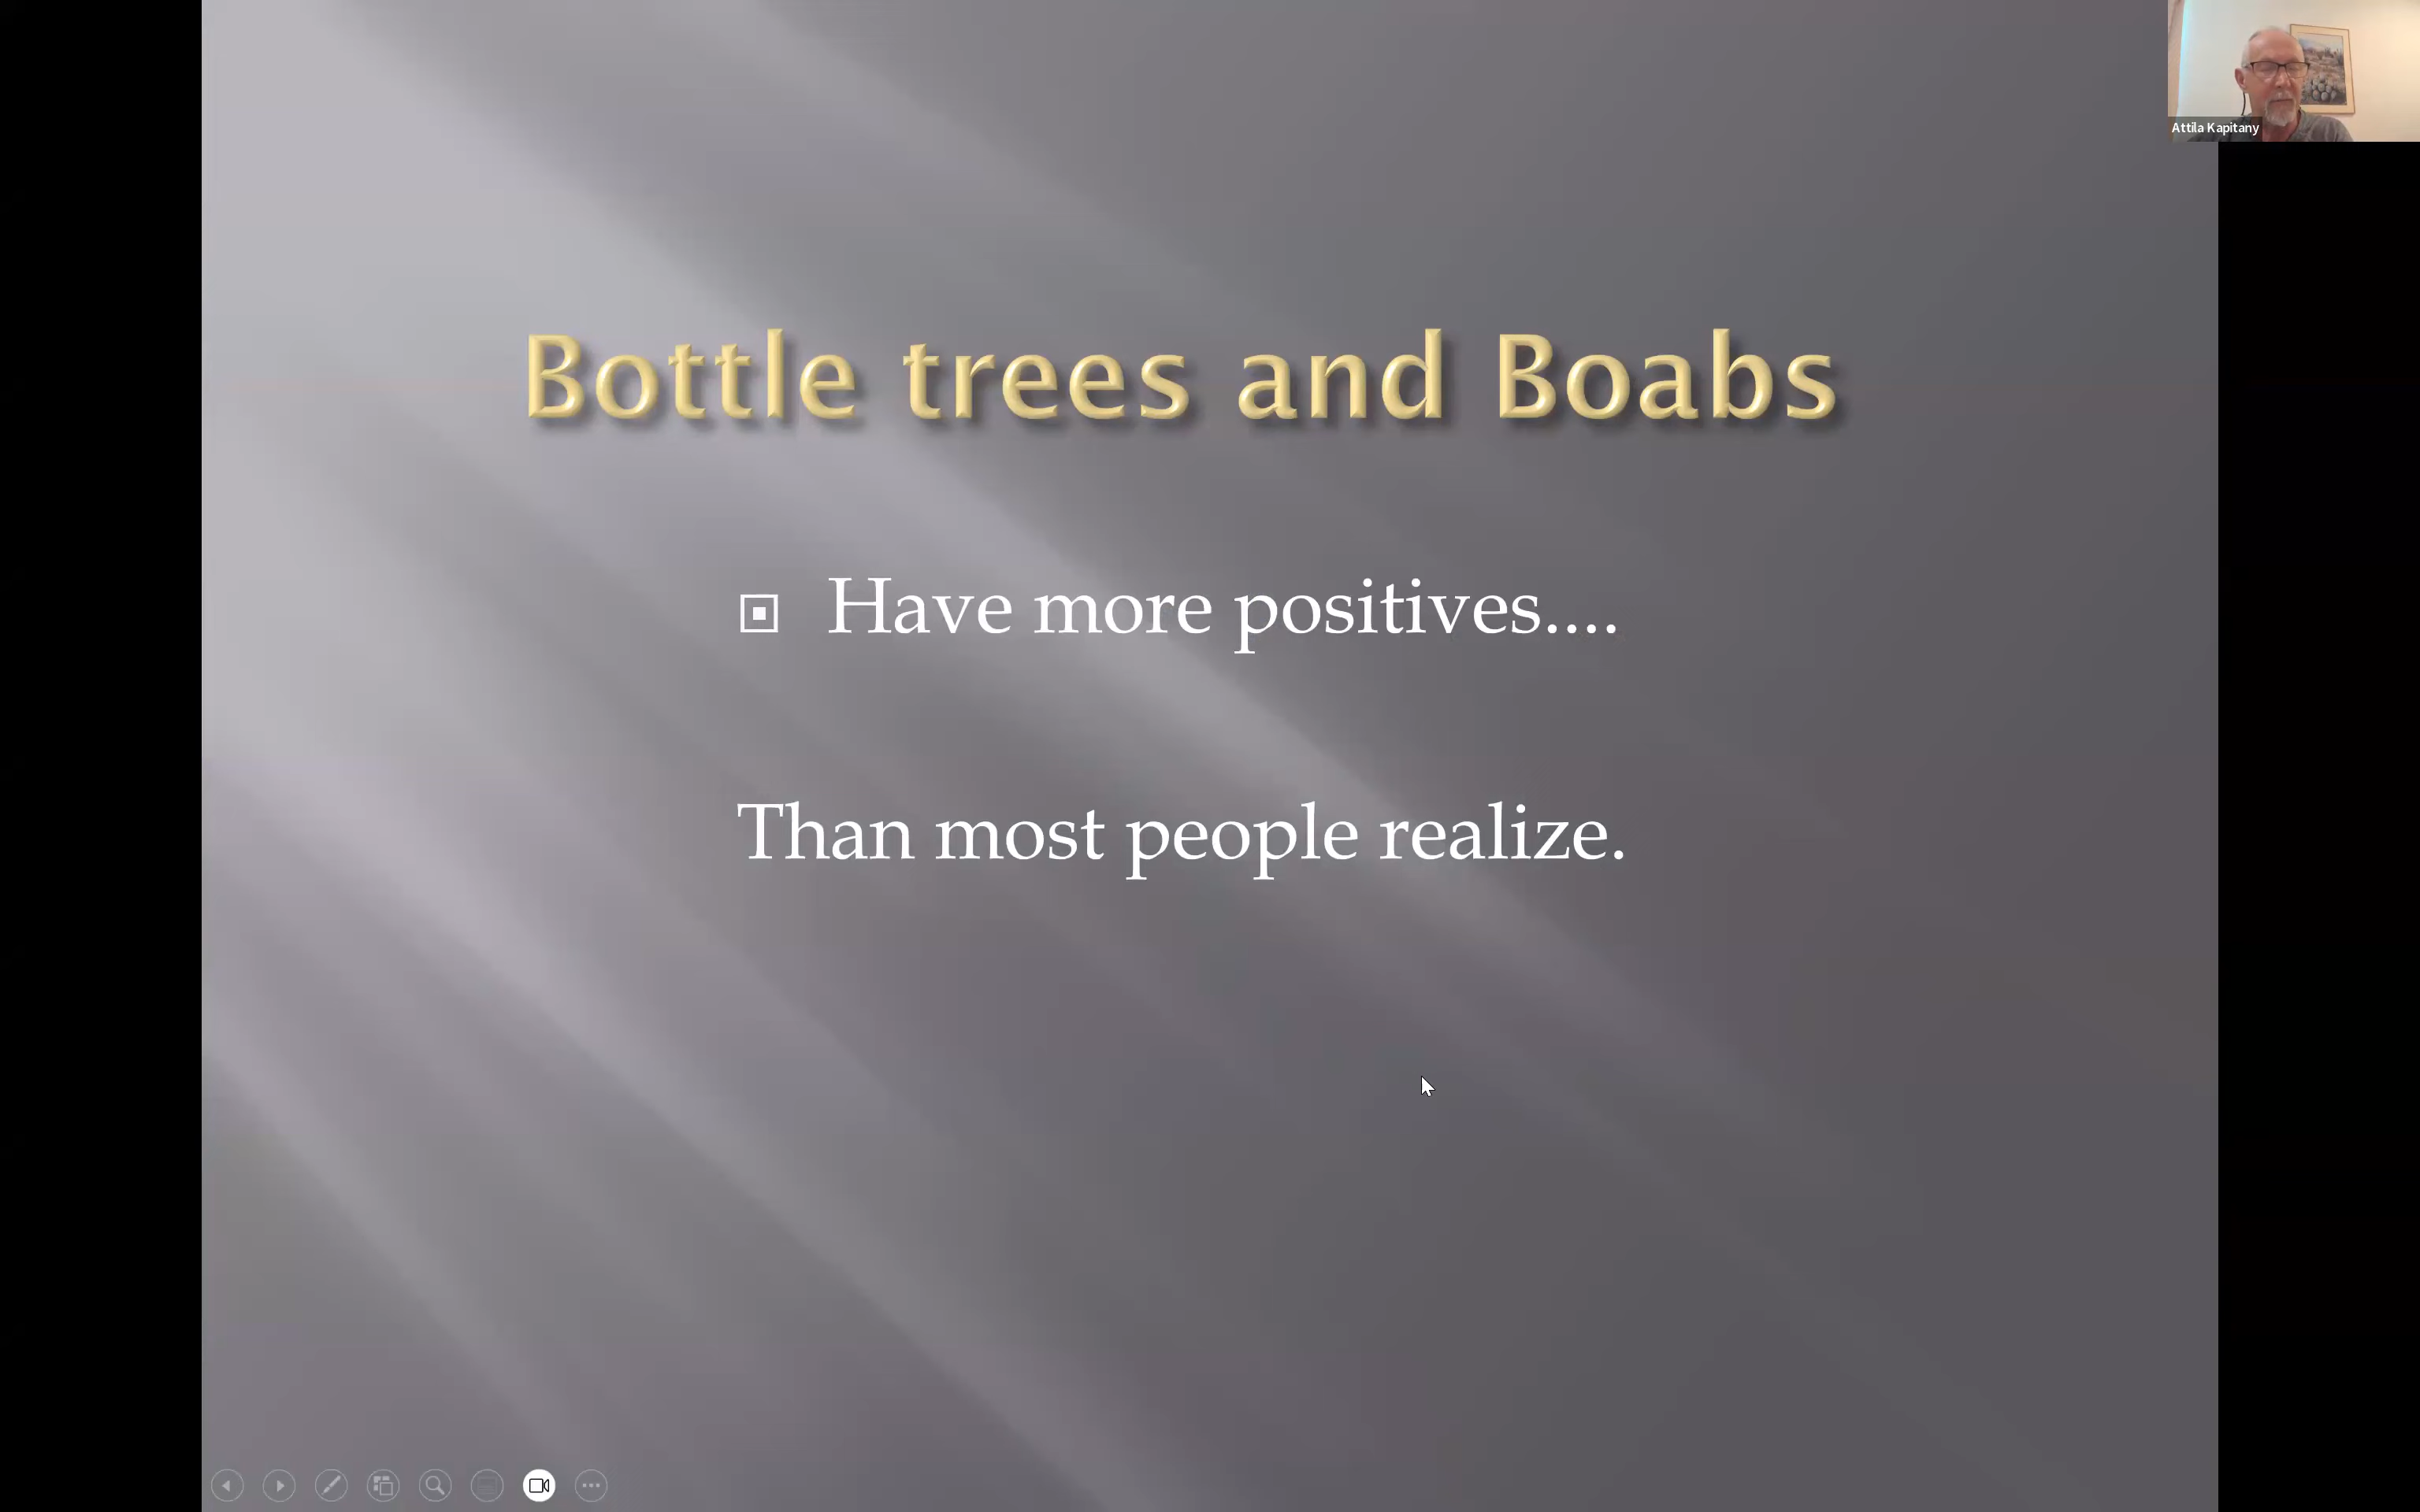 Attila Kapitany
Bottle trees and Boabs
Have more positives....
Than most people realize.